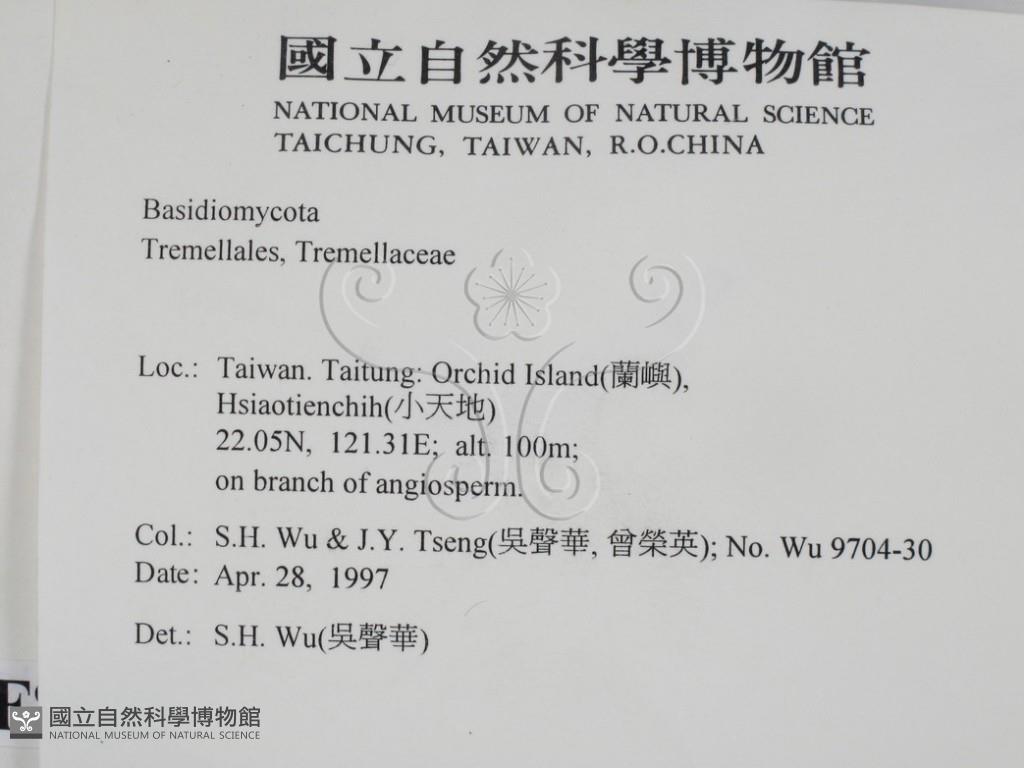 國立自然科學博物館
NATIONAL MUSEUM OF NATURAL SCIENCE
TAICHUNG, TAIWAN, R.O.CHINA
Basidiomycota
Tremellales, Tremellaceae
Loc.: Taiwan. Taitung: Orchid Island(蘭嶼),
Hsiaotienchih(小天地)
22.05N, 121.31E; alt. 100m;
on branch of angiosperm.
Col.: S.H. Wu & J.Y. Tseng(吳聲華, 曾榮英); No. Wu 9704-30
Date: Apr. 28, 1997
Det.: S.H. Wu(吳聲華)
國立自然科學博物館
NATIONAL MUSEUM OF NATURAL SCIENCE